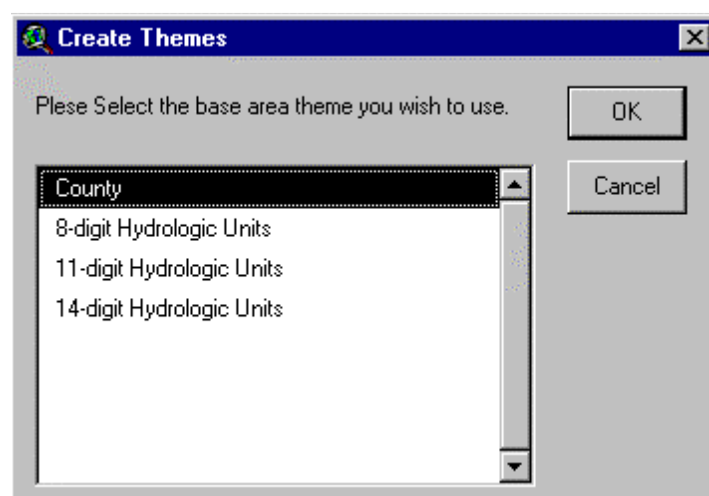 Create Themes
Plese Select the base area theme you wish to use.
OK
Cancel
County
8-digit Hydrologic Units
11-digit Hydrologic Units
14-digit Hydrologic Units